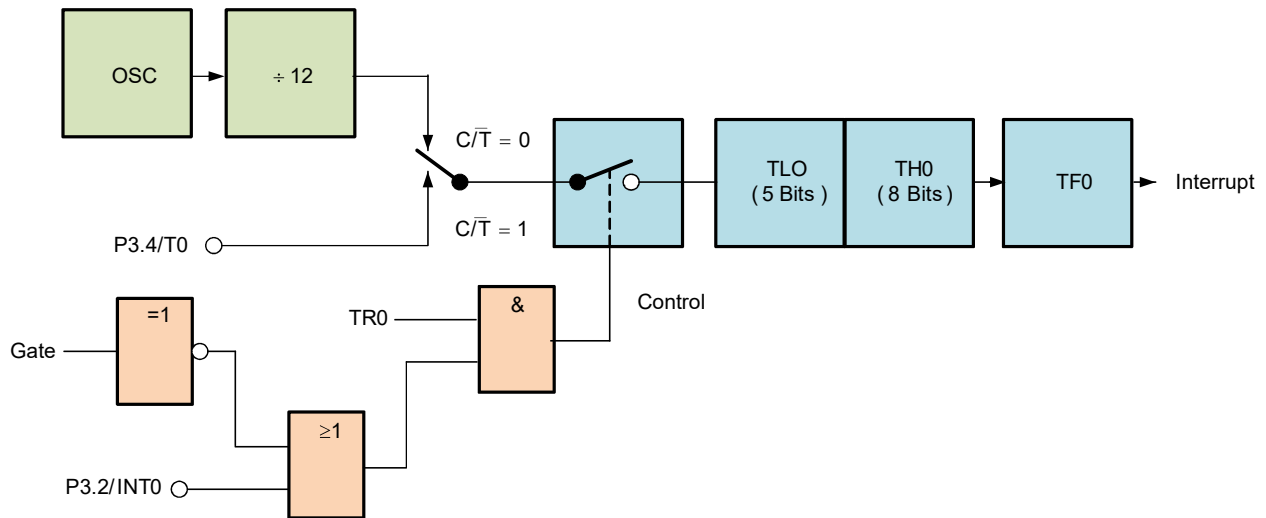 OSC
÷ 12
C/T̅ = 0
TLO
( 5 Bits )
TH0
( 8 Bits )
TF0
Interrupt
C/T̅ = 1
P3.4/T0
=1
&
Control
TR0
Gate
≥1
P3.2/INT0